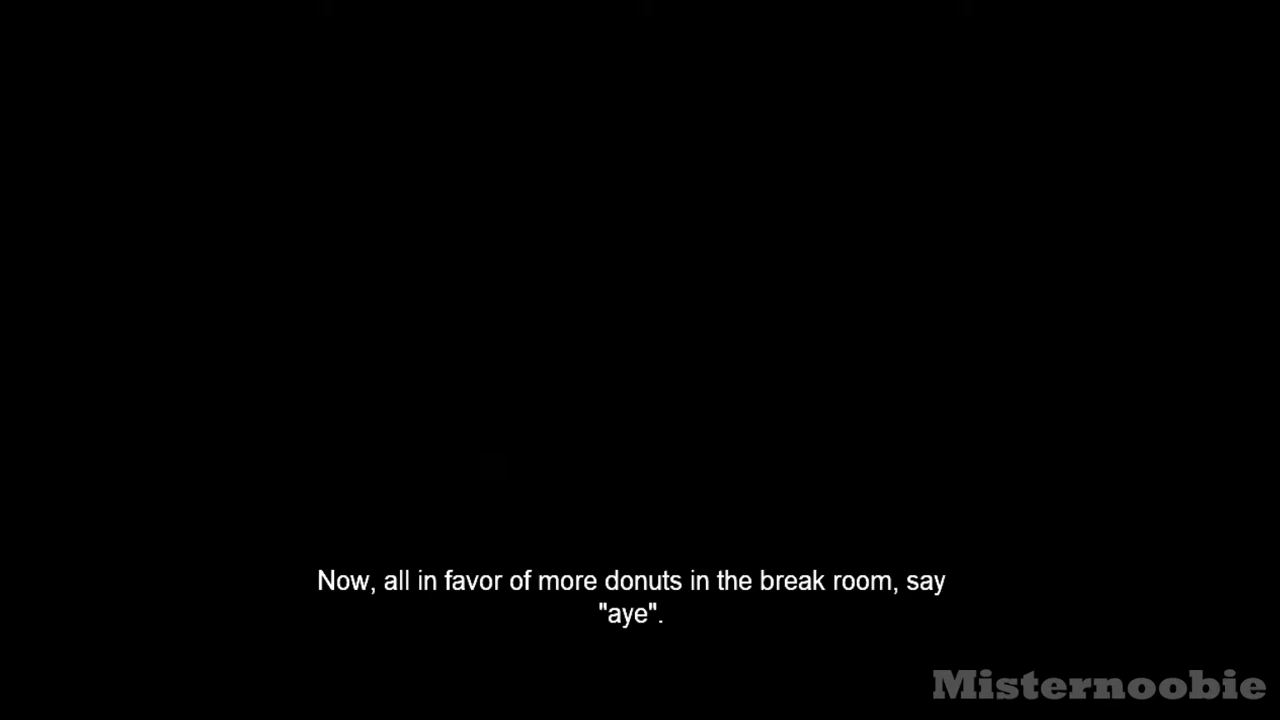 Now, all in favor of more donuts in the break room, say
"aye".
Misternoobie